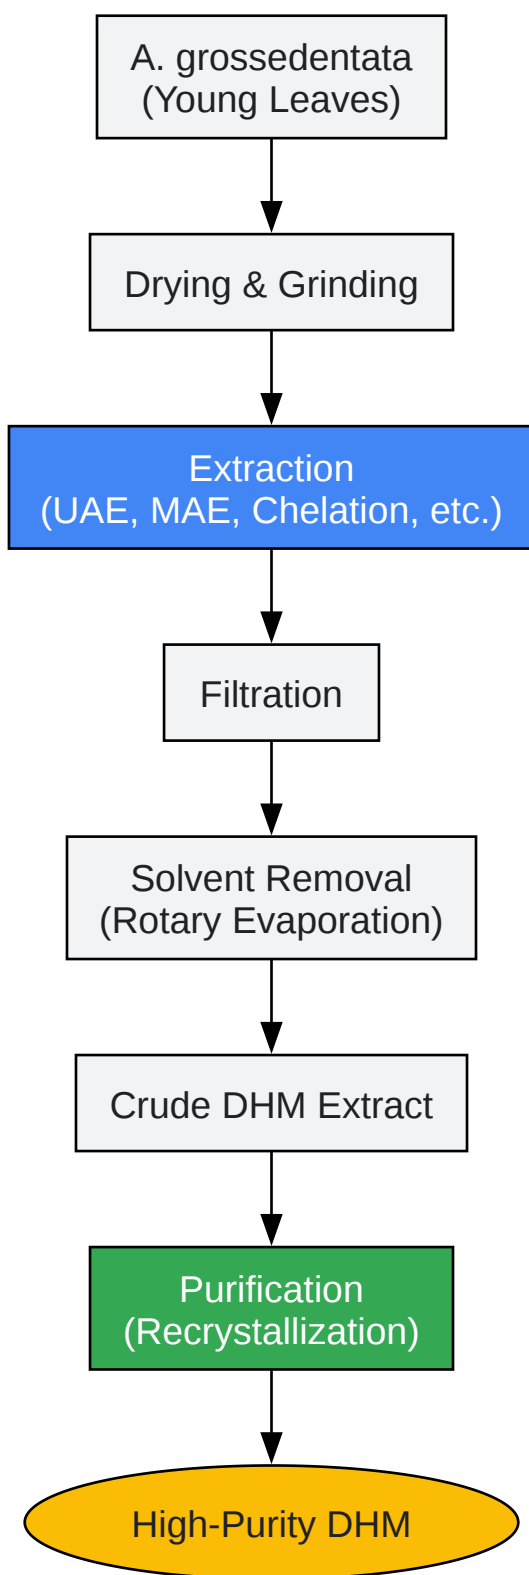 A. grossedentata
(Young Leaves)
Drying & Grinding
Extraction
(UAE, MAE, Chelation, etc.)
Filtration
Solvent Removal
(Rotary Evaporation)
Crude DHM Extract
Purification
(Recrystallization)
High-Purity DHM